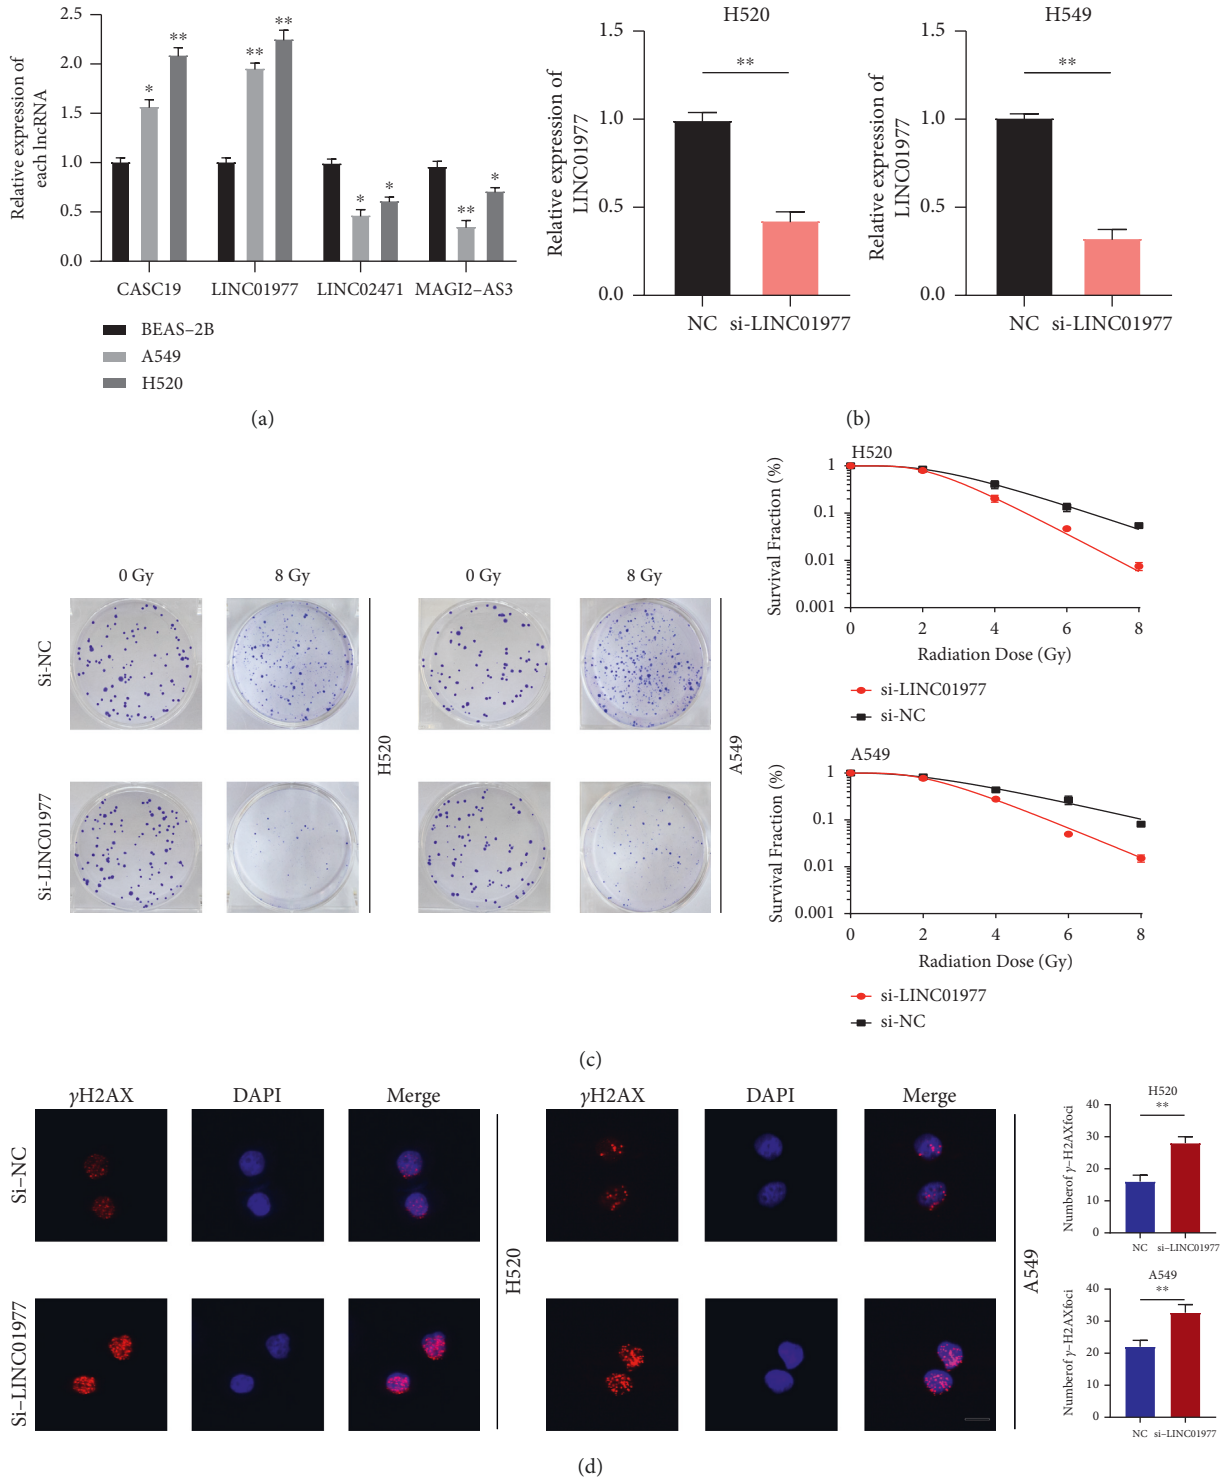 Relative expression of
each lncRNA
2.5
2.0
1.5
1.0
0.5
0.0
*
**
**
**
*
*
**
*
CASC19 LINC01977 LINC02471 MAGI2–AS3
BEAS–2B
A549
H520
(a)
H520
Relative expression of
LINC01977
1.5
1.0
0.5
0.0
**
NC si-LINC01977
H549
Relative expression of
LINC01977
1.5
1.0
0.5
0.0
**
NC si-LINC01977
(b)
0 Gy 8 Gy 0 Gy 8 Gy
Si-NC
Si-LINC01977
H520
A549
H520
Survival Fraction (%)
1
0.1
0.01
0.001
0 2 4 6 8
Radiation Dose (Gy)
si-LINC01977
si-NC
A549
Survival Fraction (%)
1
0.1
0.01
0.001
0 2 4 6 8
Radiation Dose (Gy)
si-LINC01977
si-NC
(c)
γH2AX DAPI Merge γH2AX DAPI Merge
Si–NC
Si–LINC01977
H520
A549
H520
Numberof γ–H2AXfoci
40
30
20
10
0
**
NC si–LINC01977
A549
Numberof γ–H2AXfoci
40
30
20
10
0
**
NC si–LINC01977
(d)